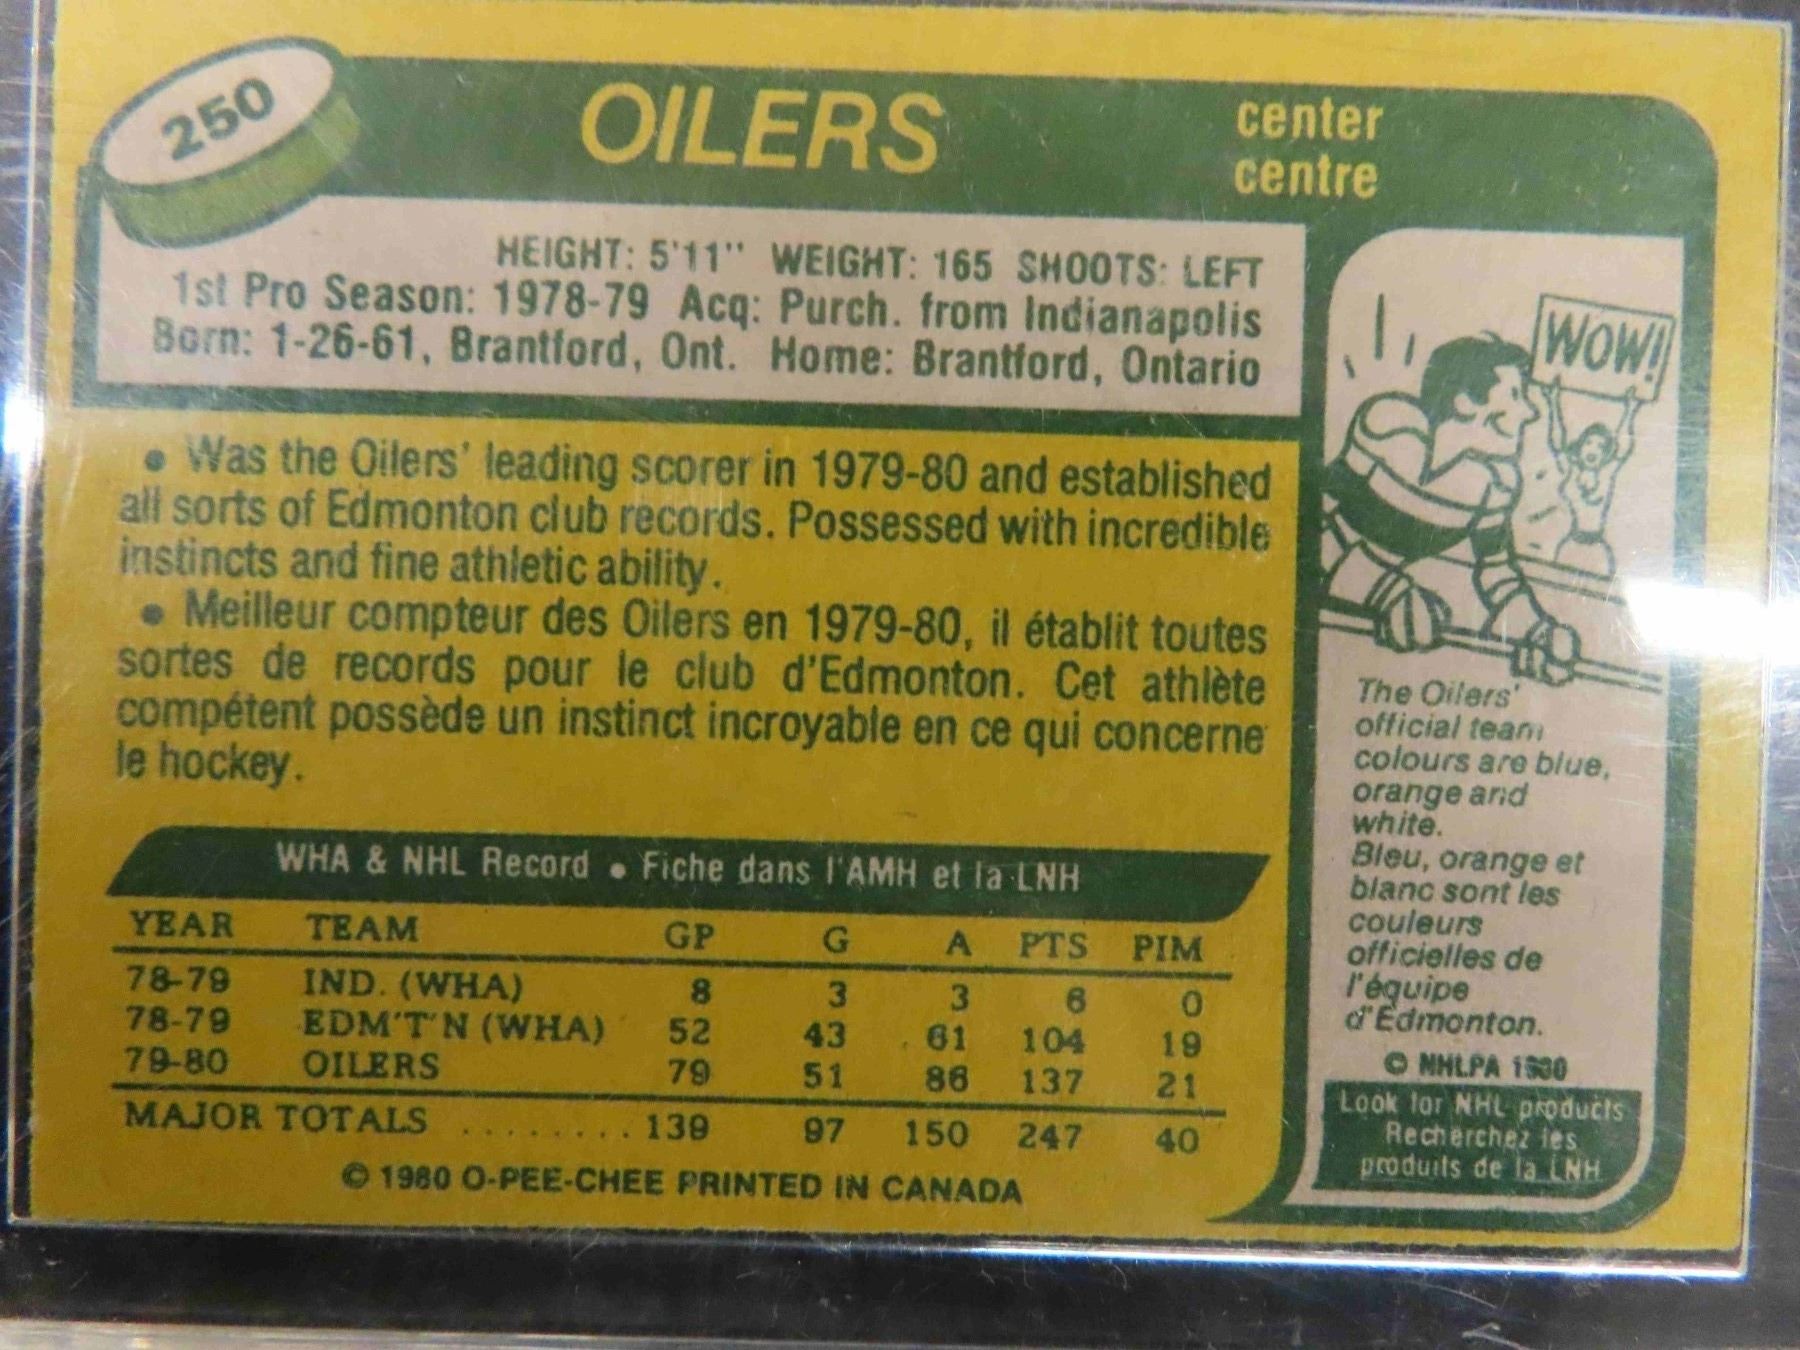 250
OILERS
center
centre
HEIGHT: 5'11" WEIGHT: 165 SHOOTS: LEFT
1st Pro Season: 1978-79 Acq: Purch. from Indianapolis
Born: 1-26-61, Brantford, Ont. Home: Brantford, Ontario
• Was the Oilers' leading scorer in 1979-80 and established
all sorts of Edmonton club records. Possessed with incredible
instincts and fine athletic ability.
• Meilleur compteur des Oilers en 1979-80, il établit toutes
sortes de records pour le club d'Edmonton. Cet athlète
compétent possède un instinct incroyable en ce qui concerne
le hockey.
WOW!
The Oilers'
official team
colours are blue,
orange and
white.
Bleu, orange et
blanc sont les
couleurs
officielles de
l'équipe
d'Edmonton.
© NHLPA 1980
Look for NHL products
Recherchez les
produits de la LNH
WHA & NHL Record • Fiche dans l'AMH et la LNH
YEAR TEAM GP G A PTS PIM
78-79 IND. (WHA) 8 3 3 6 0
78-79 EDM'T'N (WHA) 52 43 61 104 19
79-80 OILERS 79 51 86 137 21
MAJOR TOTALS ........ 139 97 150 247 40
© 1980 O-PEE-CHEE PRINTED IN CANADA